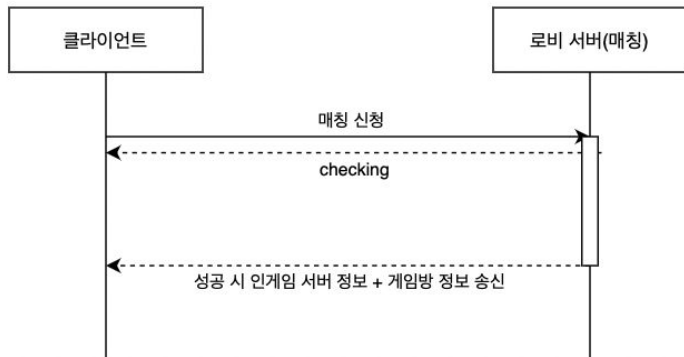 클라이언트
로비 서버(매칭)
매칭 신청
checking
성공 시 인게임 서버 정보 + 게임방 정보 송신